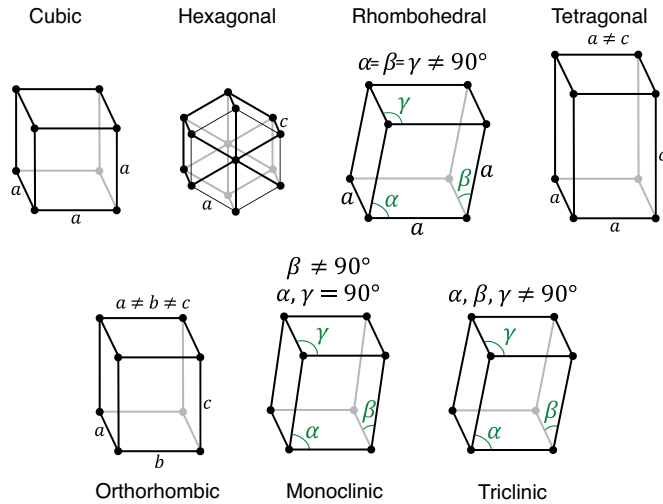 Cubic
Hexagonal
Rhombohedral
Tetragonal
a ≠ c
α= β= γ ≠ 90°
γ
c
a
a
a
a
α
β
a
a
a
a
a
c
β ≠ 90°
α, γ = 90°
a ≠ b ≠ c
α, β, γ ≠ 90°
γ
γ
a
c
b
α
β
α
β
Orthorhombic
Monoclinic
Triclinic